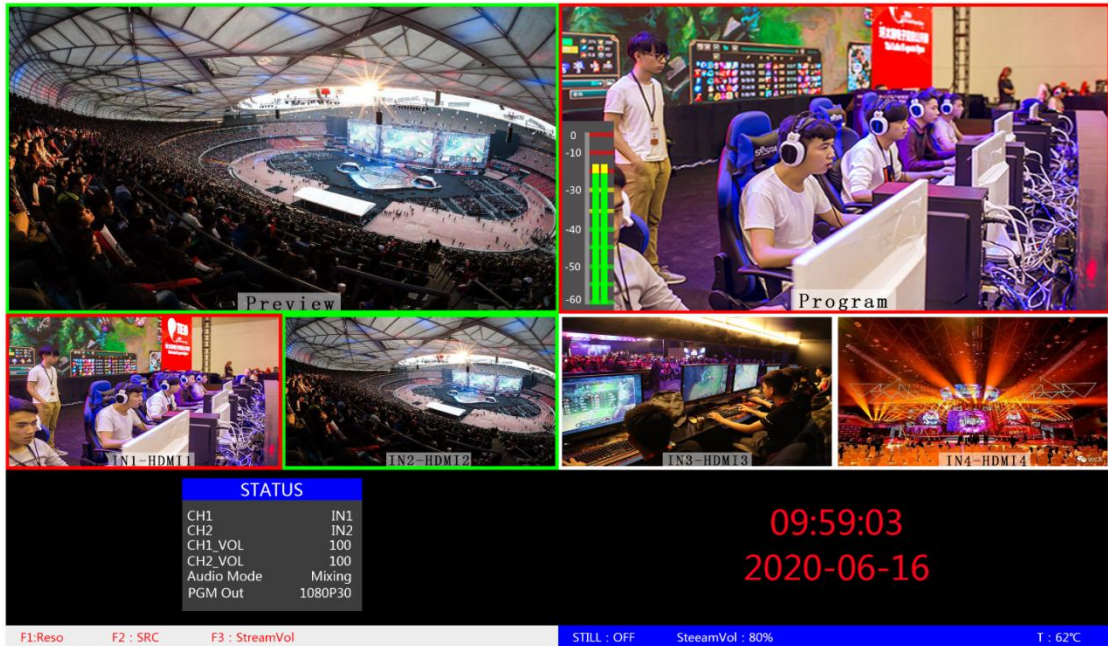 0
-10
-30
-40
-50
-60
Preview
Program
TEO
IN1-HDMI1
IN2-HDMI2
IN3-HDMI3
IN4-HDMI4
STATUS
CH1 IN1
CH2 IN2
CH1_VOL 100
CH2_VOL 100
Audio Mode Mixing
PGM Out 1080P30
09:59:03
2020-06-16
F1:Reso F2 : SRC F3 : StreamVol STILL : OFF SteeamVol : 80% T : 62℃